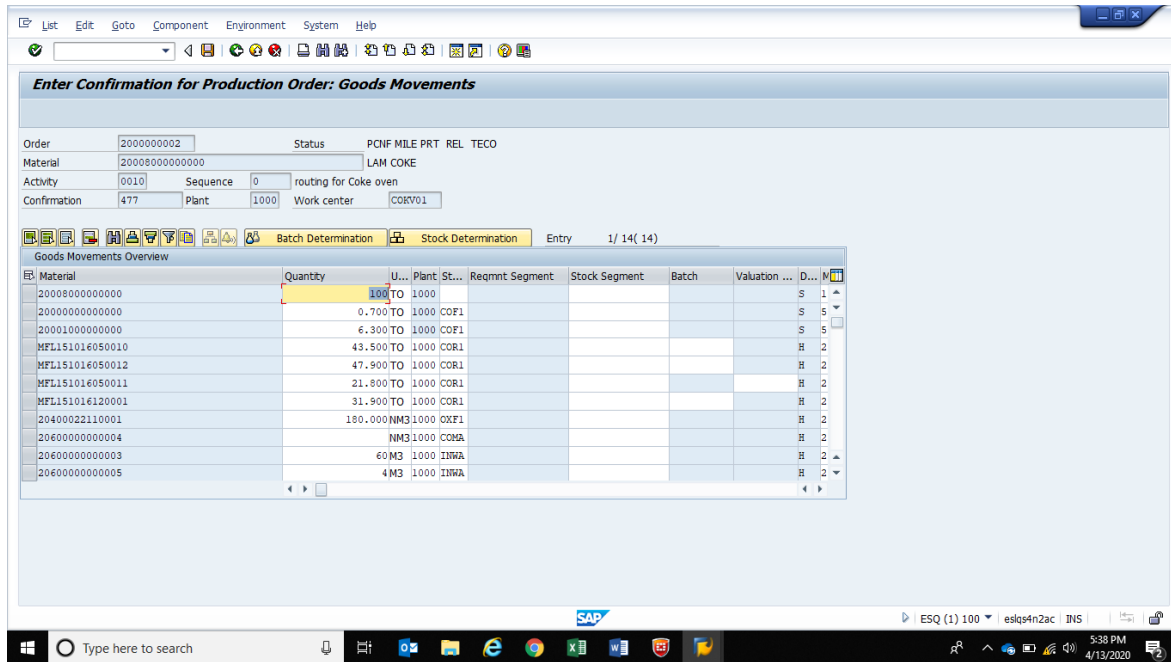 List Edit Goto Component Environment System Help
Enter Confirmation for Production Order: Goods Movements
Order 2000000002 Status PCNF MILE PRT REL TECO
Material 20008000000000 LAM COKE
Activity 0010 Sequence 0 routing for Coke oven
Confirmation 477 Plant 1000 Work center COKV01
Batch Determination Stock Determination Entry 1/ 14( 14)
Goods Movements Overview
Material Quantity U... Plant St... Reqmnt Segment Stock Segment Batch Valuation ... D... M
20008000000000 100 TO 1000 S 1
20000000000000 0.700 TO 1000 COF1 S 5
20001000000000 6.300 TO 1000 COF1 S 5
MFL151016050010 43.500 TO 1000 COR1 H 2
MFL151016050012 47.900 TO 1000 COR1 H 2
MFL151016050011 21.800 TO 1000 COR1 H 2
MFL151016120001 31.900 TO 1000 COR1 H 2
20400022110001 180.000 NM3 1000 OXF1 H 2
20600000000004 NM3 1000 COMA H 2
20600000000003 60 M3 1000 INWA H 2
20600000000005 4 M3 1000 INWA H 2
SAP
ESQ (1) 100 eslqs4n2ac INS
Type here to search
5:38 PM
4/13/2020